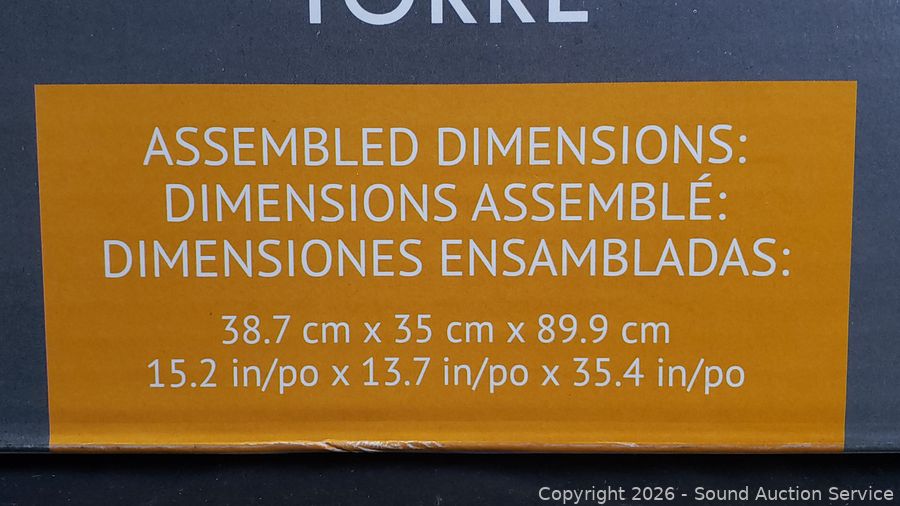 TORRE
ASSEMBLED DIMENSIONS:
DIMENSIONS ASSEMBLÉ:
DIMENSIONES ENSAMBLADAS:
38.7 cm x 35 cm x 89.9 cm
15.2 in/po x 13.7 in/po x 35.4 in/po
Copyright 2026 - Sound Auction Service